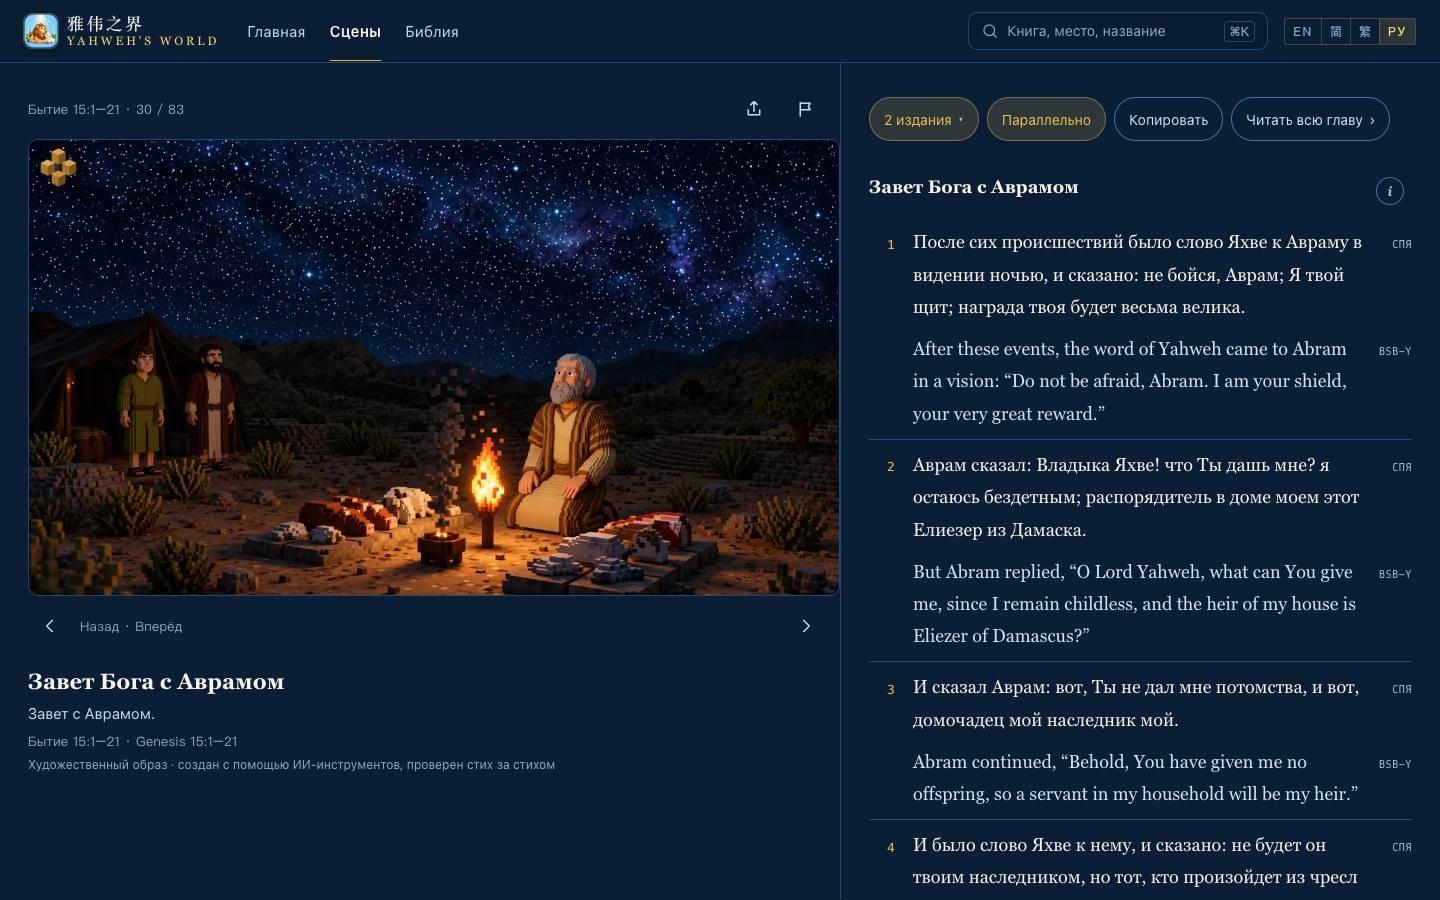 雅伟之界
YAHWEH'S WORLD
Главная
Сцены
Библия
Книга, место, название
⌘K
EN
简
繁
РУ
Бытие 15:1—21 · 30 / 83
Назад · Вперёд
Завет Бога с Аврамом
Завет с Аврамом.
Бытие 15:1—21 · Genesis 15:1—21
Художественный образ · создан с помощью ИИ-инструментов, проверен стих за стихом
2 издания
Параллельно
Копировать
Читать всю главу ›
Завет Бога с Аврамом
i
1
После сих происшествий было слово Яхве к Авраму в
СПЯ
видении ночью, и сказано: не бойся, Аврам; Я твой
щит; награда твоя будет весьма велика.
After these events, the word of Yahweh came to Abram
BSB-Y
in a vision: “Do not be afraid, Abram. I am your shield,
your very great reward.”
2
Аврам сказал: Владыка Яхве! что Ты дашь мне? я
СПЯ
остаюсь бездетным; распорядитель в доме моем этот
Елиезер из Дамаска.
But Abram replied, “O Lord Yahweh, what can You give
BSB-Y
me, since I remain childless, and the heir of my house is
Eliezer of Damascus?”
3
И сказал Аврам: вот, Ты не дал мне потомства, и вот,
СПЯ
домочадец мой наследник мой.
Abram continued, “Behold, You have given me no
BSB-Y
offspring, so a servant in my household will be my heir.”
4
И было слово Яхве к нему, и сказано: не будет он
СПЯ
твоим наследником, но тот, кто произойдет из чресл